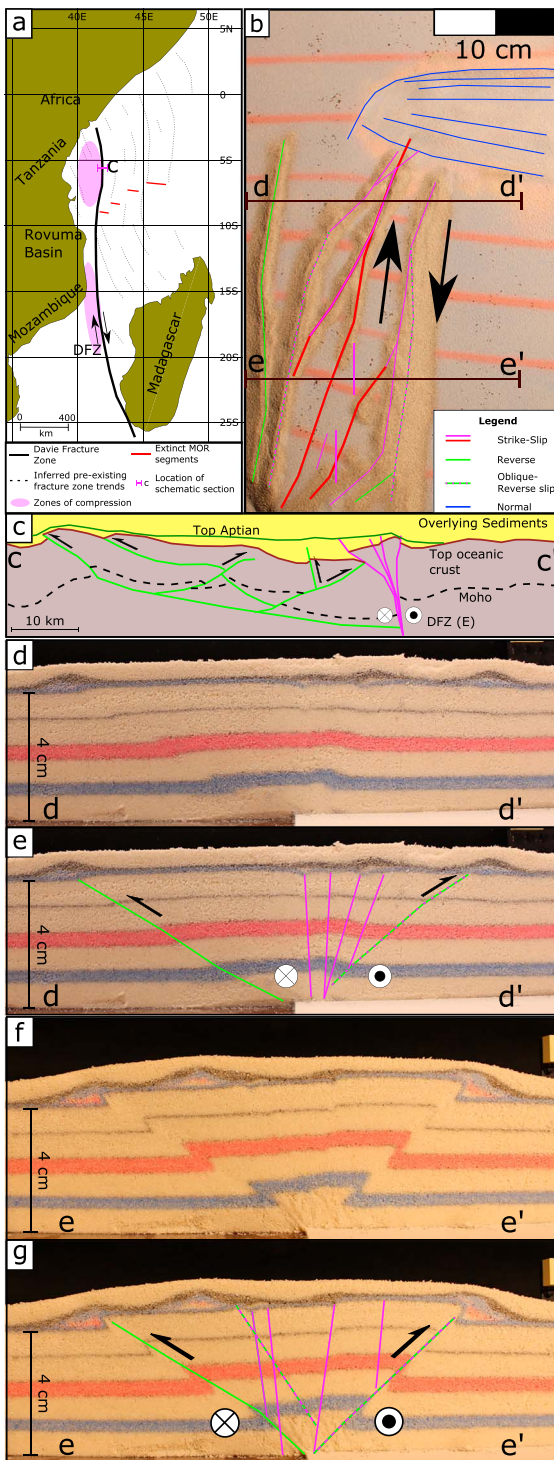 a
40E
45E
50E
5N
Africa
0
Tanzania
C
5S
10S
Rovuma
Basin
15S
Mozambique
Madagascar
DFZ
20S
25S
0
400
km
Davie Fracture
Zone
Extinct MOR
segments
Inferred pre-existing
fracture zone trends
C
Location of
schematic section
Zones of compression
b
10 cm
d
d'
e
e'
Legend
Strike-Slip
Reverse
Oblique-
Reverse slip
Normal
c
Top Aptian
Overlying Sediments
C
C'
Top oceanic
crust
Moho
10 km
DFZ (E)
d
4 cm
d
d'
e
4 cm
d
d'
f
4 cm
e
e'
g
4 cm
e
e'